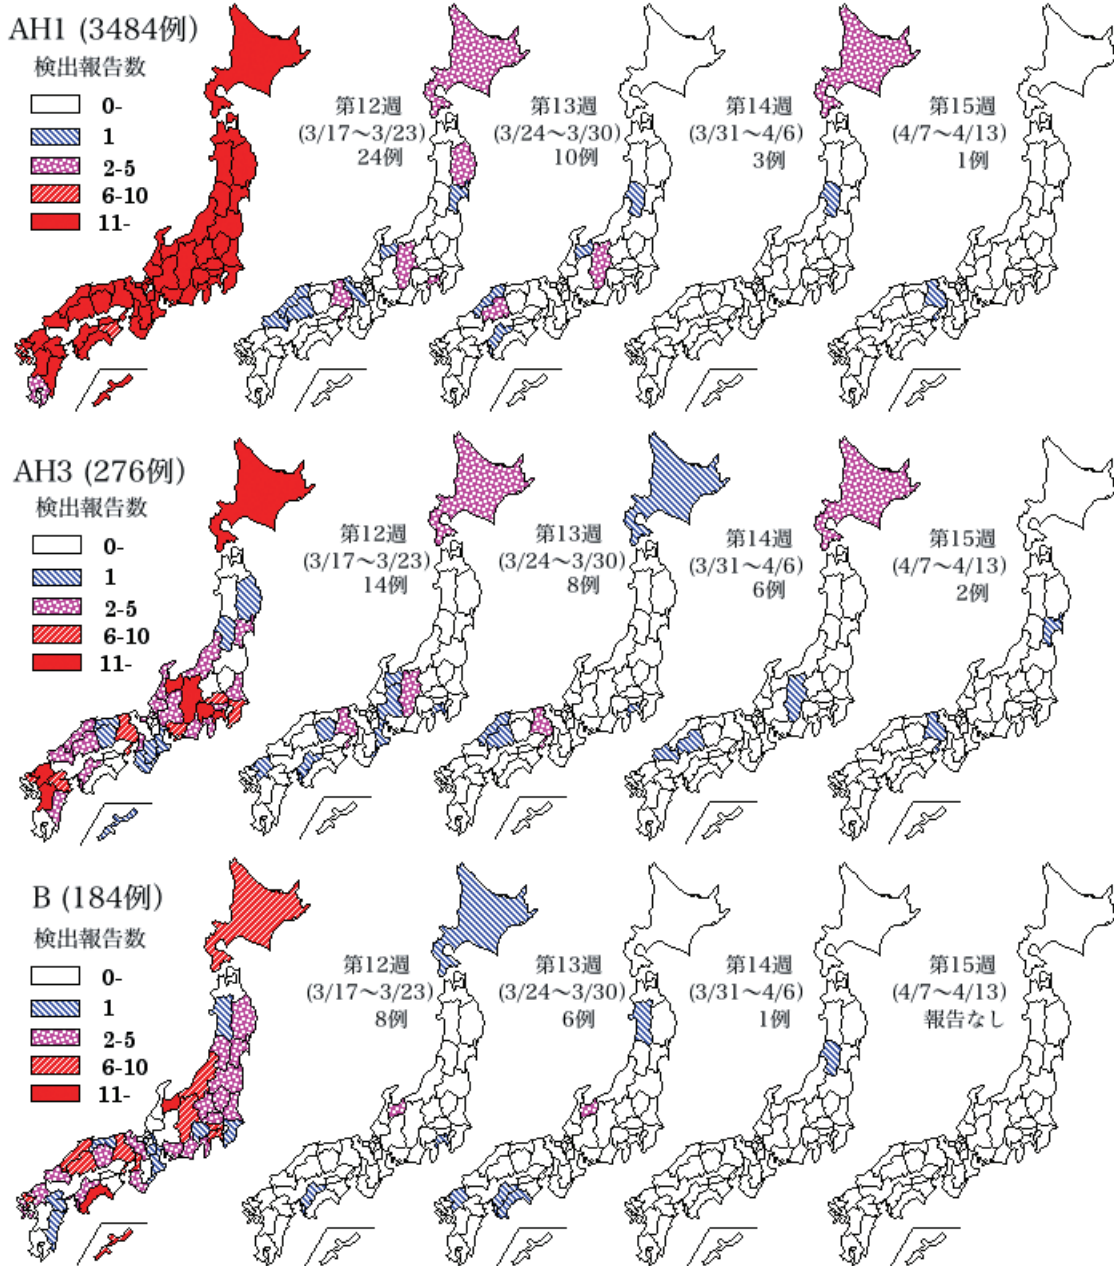 AH1 (3484例)
検出報告数
0-
1
2-5
6-10
11-
第12週
(3/17〜3/23)
24例
第13週
(3/24〜3/30)
10例
第14週
(3/31〜4/6)
3例
第15週
(4/7〜4/13)
1例
AH3 (276例)
検出報告数
0-
1
2-5
6-10
11-
第12週
(3/17〜3/23)
14例
第13週
(3/24〜3/30)
8例
第14週
(3/31〜4/6)
6例
第15週
(4/7〜4/13)
2例
B (184例)
検出報告数
0-
1
2-5
6-10
11-
第12週
(3/17〜3/23)
8例
第13週
(3/24〜3/30)
6例
第14週
(3/31〜4/6)
1例
第15週
(4/7〜4/13)
報告なし